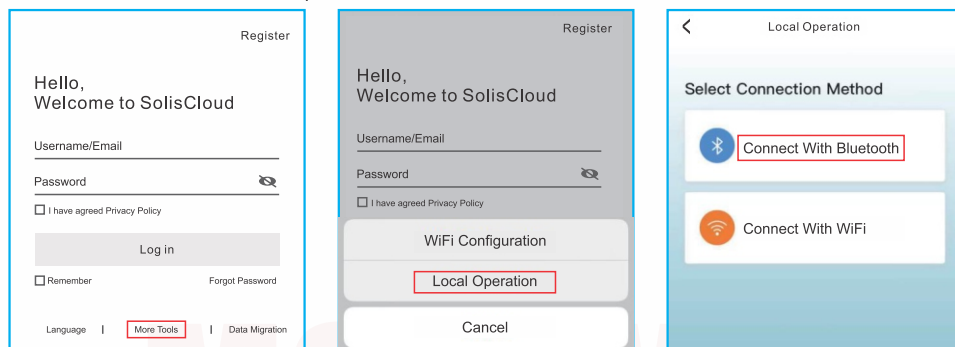 Register
Hello,
Welcome to SolisCloud
Username/Email
Password
I have agreed Privacy Policy
Log in
Remember Forgot Password
Language | More Tools | Data Migration
Register
Hello,
Welcome to SolisCloud
Username/Email
Password
I have agreed Privacy Policy
WiFi Configuration
Local Operation
Cancel
Local Operation
Select Connection Method
Connect With Bluetooth
Connect With WiFi